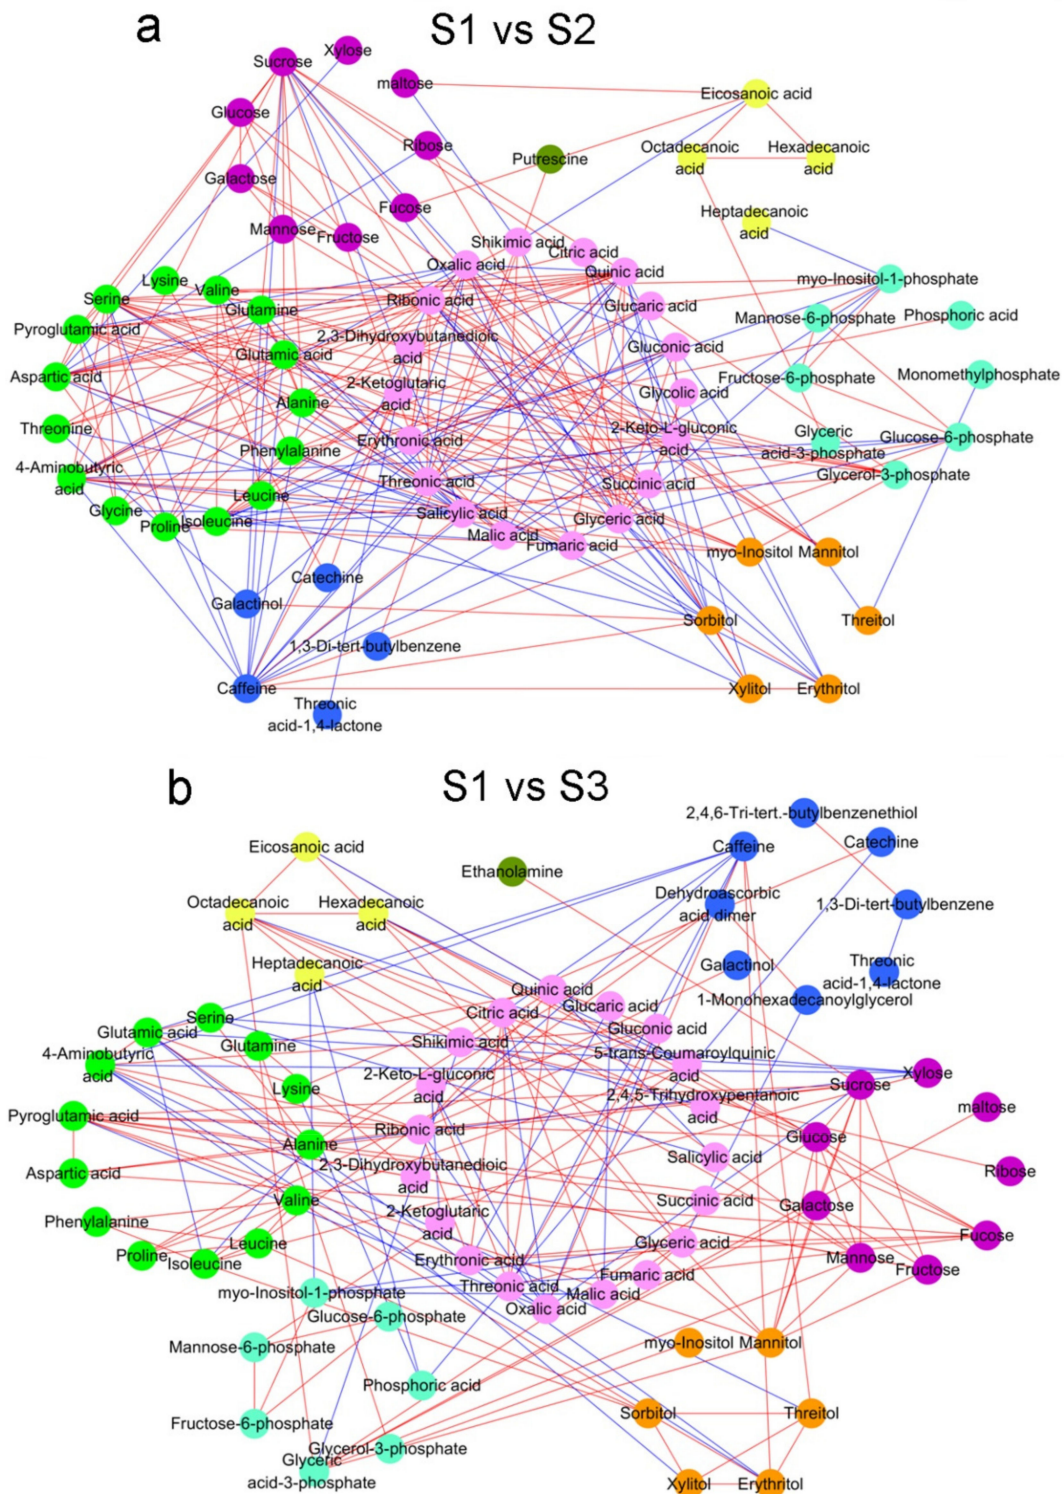 a
S1 vs S2
Sucrose
Xylose
maltose
Eicosanoic acid
Glucose
Ribose
Putrescine
Octadecanoic
acid
Hexadecanoic
acid
Galactose
Fucose
Heptadecanoic
acid
Mannose
Fructose
Shikimic acid
Citric acid
Oxalic acid
Quinic acid
myo-Inositol-1-phosphate
Lysine
Valine
Serine
Glutamine
Ribonic acid
Glucaric acid
Mannose-6-phosphate
Phosphoric acid
Pyroglutamic acid
2,3-Dihydroxybutanedioic
acid
Gluconic acid
Glutamic acid
Aspartic acid
2-Ketoglutaric
acid
Glycolic acid
Fructose-6-phosphate
Monomethylphosphate
Alanine
Threonine
Erythronic acid
2-Keto-L-gluconic
acid
Glyceric
acid-3-phosphate
Glucose-6-phosphate
Phenylalanine
4-Aminobutyric
acid
Threonic acid
Succinic acid
Glycerol-3-phosphate
Leucine
Glycine
Proline
Isoleucine
Salicylic acid
Glyceric acid
Malic acid
Fumaric acid
myo-Inositol
Mannitol
Catechine
Galactinol
Sorbitol
Threitol
1,3-Di-tert-butylbenzene
Caffeine
Xylitol
Erythritol
Threonic
acid-1,4-lactone
b
S1 vs S3
2,4,6-Tri-tert.-butylbenzenethiol
Eicosanoic acid
Caffeine
Catechine
Ethanolamine
Octadecanoic
acid
Hexadecanoic
acid
Dehydroascorbic
acid dimer
1,3-Di-tert-butylbenzene
Heptadecanoic
acid
Galactinol
Threonic
acid-1,4-lactone
Quinic acid
1-Monohexadecanoylglycerol
Glucaric acid
Citric acid
Serine
Gluconic acid
Glutamic acid
Glutamine
Shikimic acid
4-Aminobutyric
acid
5-trans-Coumaroylquinic
acid
Xylose
2-Keto-L-gluconic
acid
Sucrose
Lysine
2,4,5-Trihydroxypentanoic
acid
maltose
Pyroglutamic acid
Ribonic acid
Glucose
Alanine
Salicylic acid
2,3-Dihydroxybutanedioic
acid
Aspartic acid
Ribose
Valine
Succinic acid
Galactose
2-Ketoglutaric
acid
Phenylalanine
Fucose
Leucine
Glyceric acid
Proline
Isoleucine
Erythronic acid
Mannose
Fructose
Fumaric acid
myo-Inositol-1-phosphate
Threonic acid
Malic acid
Oxalic acid
Glucose-6-phosphate
Mannose-6-phosphate
myo-Inositol
Mannitol
Phosphoric acid
Fructose-6-phosphate
Sorbitol
Threitol
Glycerol-3-phosphate
Glyceric
acid-3-phosphate
Xylitol
Erythritol